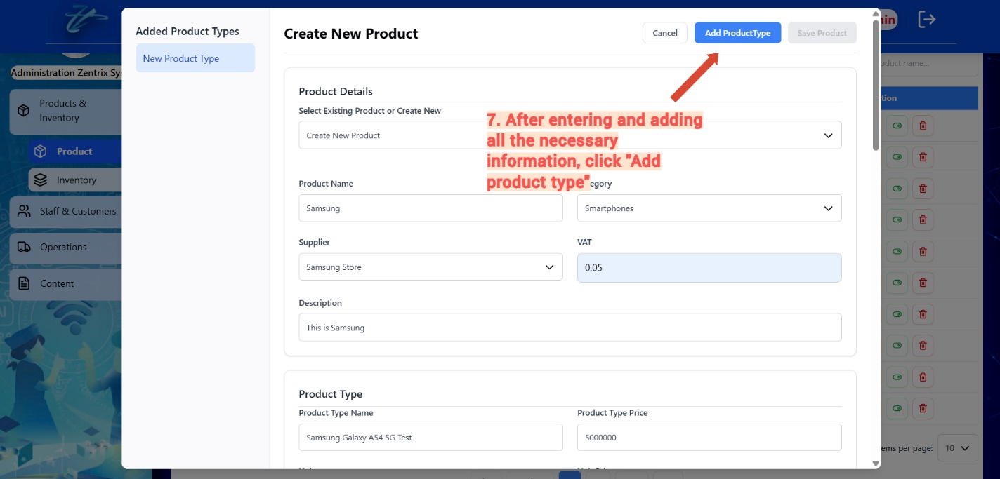 Added Product Types
New Product Type
Create New Product
Cancel
Add ProductType
Save Product
Product Details
Select Existing Product or Create New
Create New Product
7. After entering and adding
all the necessary
information, click "Add
product type"
Product Name
egory
Samsung
Smartphones
Supplier
VAT
Samsung Store
0.05
Description
This is Samsung
Product Type
Product Type Name
Product Type Price
Samsung Galaxy A54 5G Test
5000000
Administration Zentrix Sys
Products &
Inventory
Product
Inventory
Staff & Customers
Operations
Content
min
oduct name...
tion
ems per page:
10